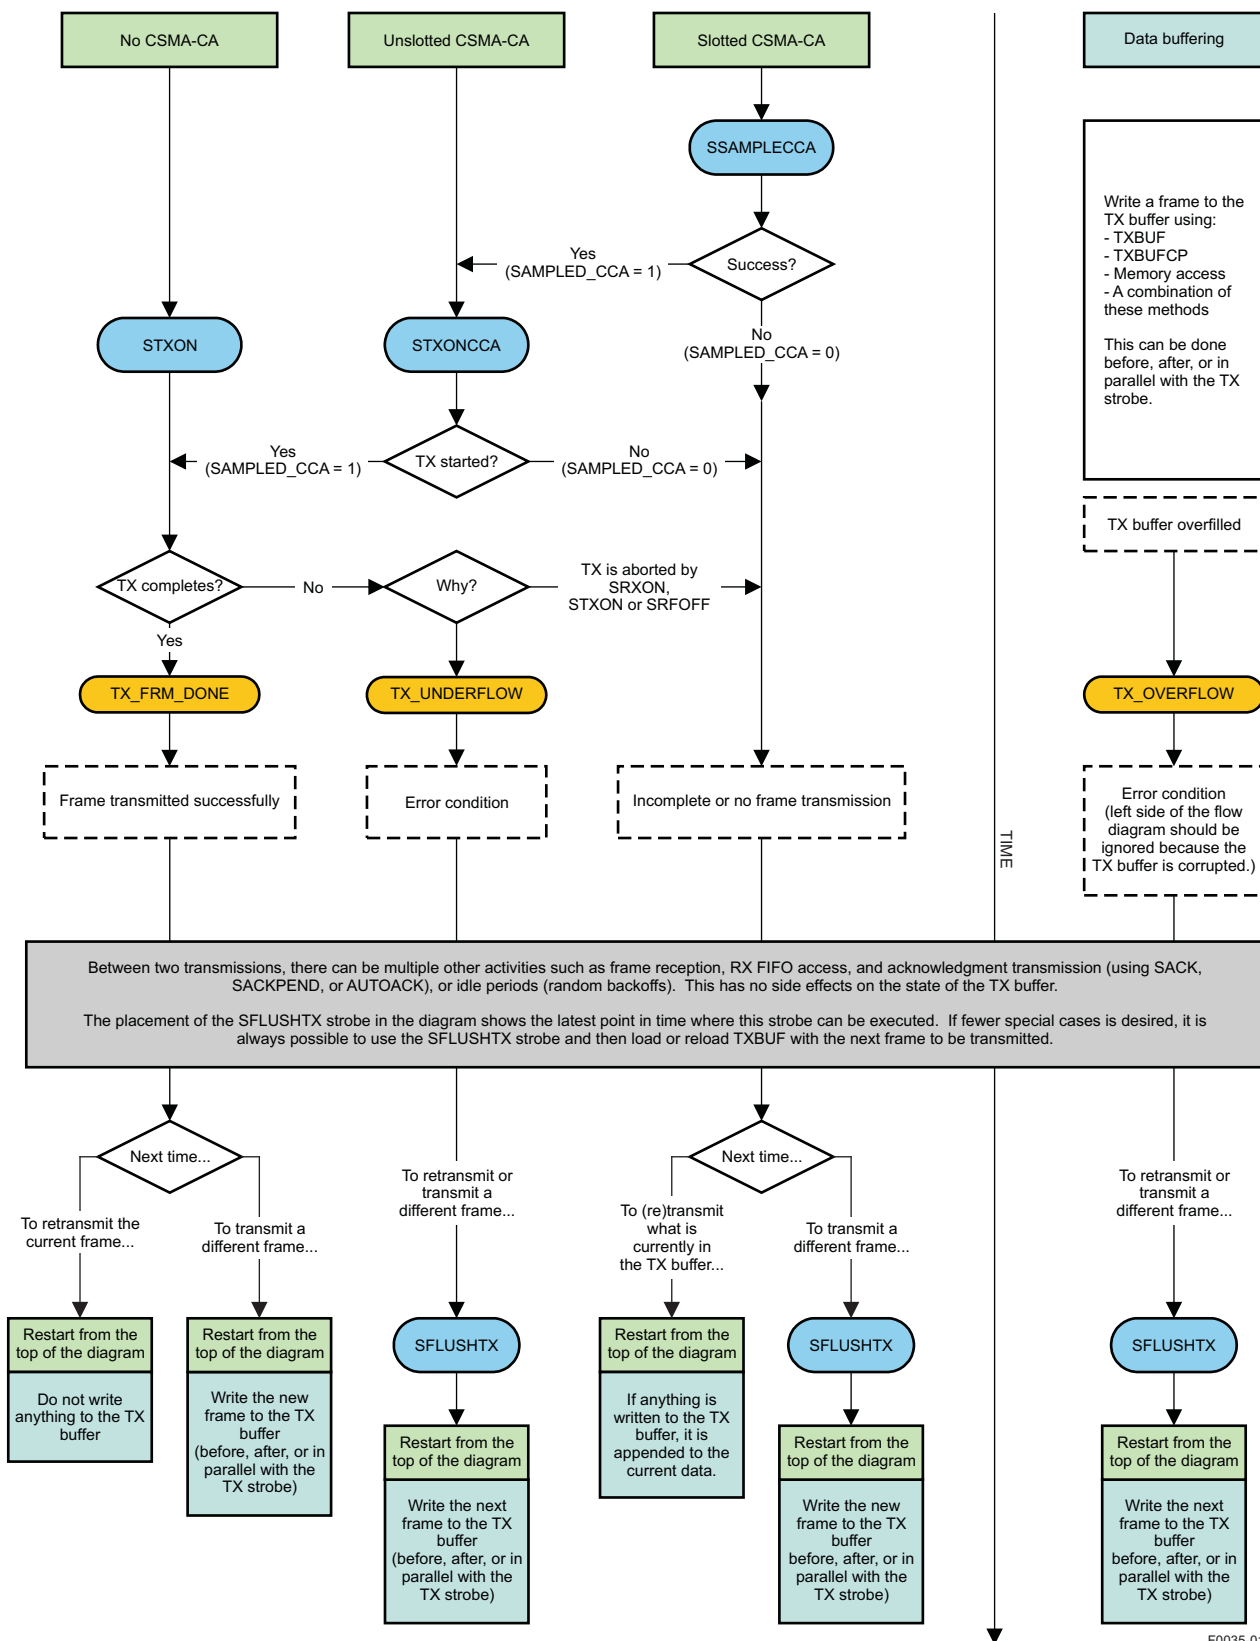 No CSMA-CA
Unslotted CSMA-CA
Slotted CSMA-CA
Data buffering
SSAMPLECCA
Write a frame to the
TX buffer using:
- TXBUF
- TXBUFCP
- Memory access
- A combination of
these methods
This can be done
before, after, or in
parallel with the TX
strobe.
Yes
(SAMPLED_CCA = 1)
Success?
STXON
STXONCCA
No
(SAMPLED_CCA = 0)
Yes
(SAMPLED_CCA = 1)
TX started?
No
(SAMPLED_CCA = 0)
TX buffer overfilled
TX completes?
No
Why?
TX is aborted by
SRXON,
STXON or SRFOFF
Yes
TX_FRM_DONE
TX_UNDERFLOW
TX_OVERFLOW
Frame transmitted successfully
Error condition
Incomplete or no frame transmission
TIME
Error condition
(left side of the flow
diagram should be
ignored because the
TX buffer is corrupted.)
Between two transmissions, there can be multiple other activities such as frame reception, RX FIFO access, and acknowledgment transmission (using SACK,
SACKPEND, or AUTOACK), or idle periods (random backoffs). This has no side effects on the state of the TX buffer.
The placement of the SFLUSHTX strobe in the diagram shows the latest point in time where this strobe can be executed. If fewer special cases is desired, it is
always possible to use the SFLUSHTX strobe and then load or reload TXBUF with the next frame to be transmitted.
Next time...
To retransmit the
current frame...
To transmit a
different frame...
To retransmit or
transmit a
different frame...
Next time...
To (re)transmit
what is
currently in
the TX buffer...
To transmit a
different frame...
To retransmit or
transmit a
different frame...
Restart from the
top of the diagram
Do not write
anything to the TX
buffer
Restart from the
top of the diagram
Write the new
frame to the TX
buffer
(before, after, or in
parallel with the
TX strobe)
SFLUSHTX
Restart from the
top of the diagram
Write the next
frame to the TX
buffer
(before, after, or in
parallel with the
TX strobe)
Restart from the
top of the diagram
If anything is
written to the TX
buffer, it is
appended to the
current data.
SFLUSHTX
Restart from the
top of the diagram
Write the new
frame to the TX
buffer
before, after, or in
parallel with the
TX strobe)
SFLUSHTX
Restart from the
top of the diagram
Write the next
frame to the TX
buffer
before, after, or in
parallel with the
TX strobe)